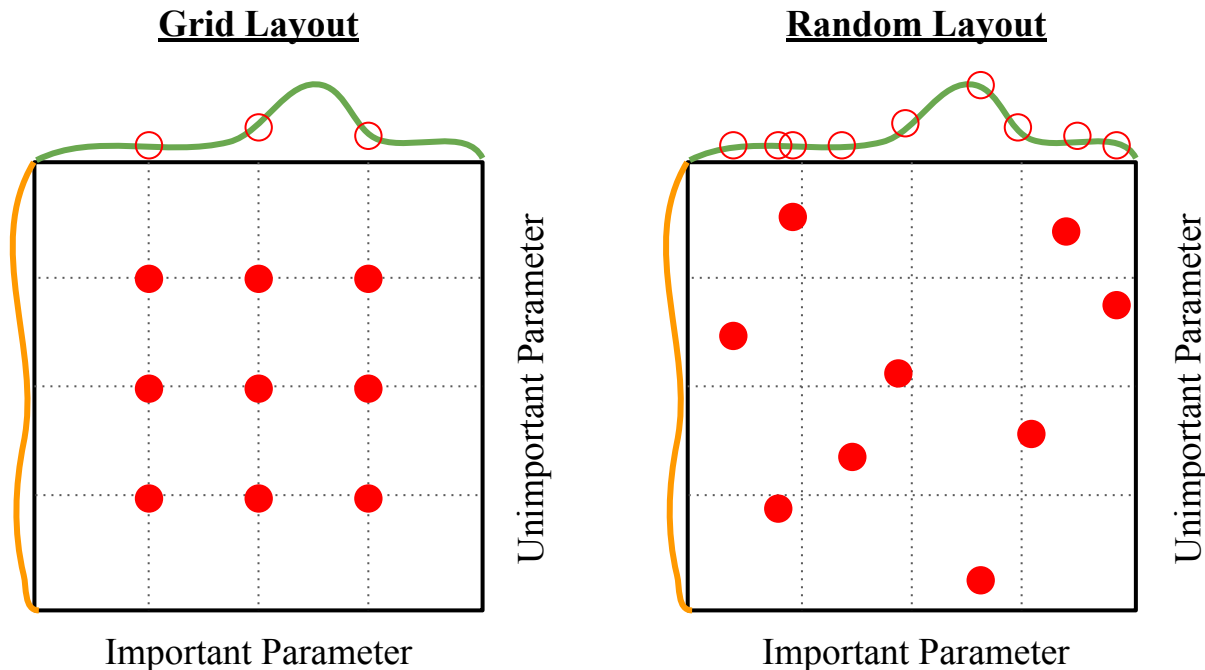 Grid Layout
Unimportant Parameter
Important Parameter
Random Layout
Unimportant Parameter
Important Parameter